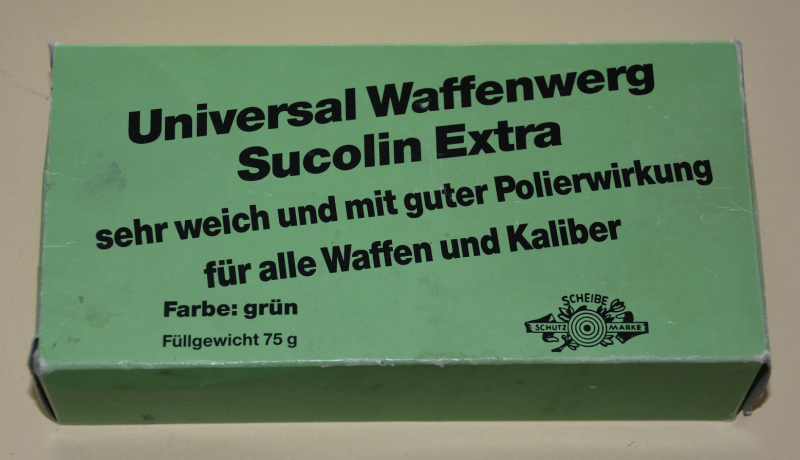 Universal Waffenwerg
Sucolin Extra
sehr weich und mit guter Polierwirkung
für alle Waffen und Kaliber
Farbe: grün
Füllgewicht 75 g
SCHEIBE
SCHUTZ MARKE